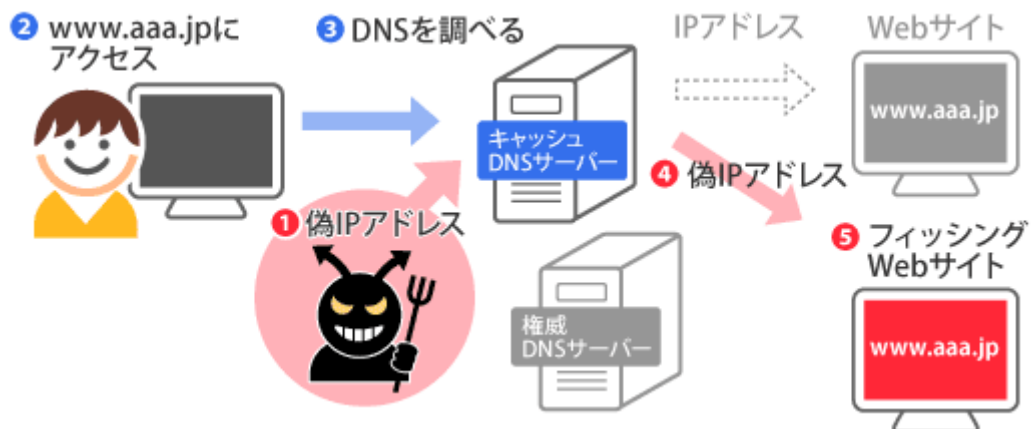 2 www.aaa.jpに
アクセス
3 DNSを調べる
IPアドレス
Webサイト
www.aaa.jp
キャッシュ
DNSサーバー
4 偽IPアドレス
1 偽IPアドレス
5 フィッシング
Webサイト
権威
DNSサーバー
www.aaa.jp